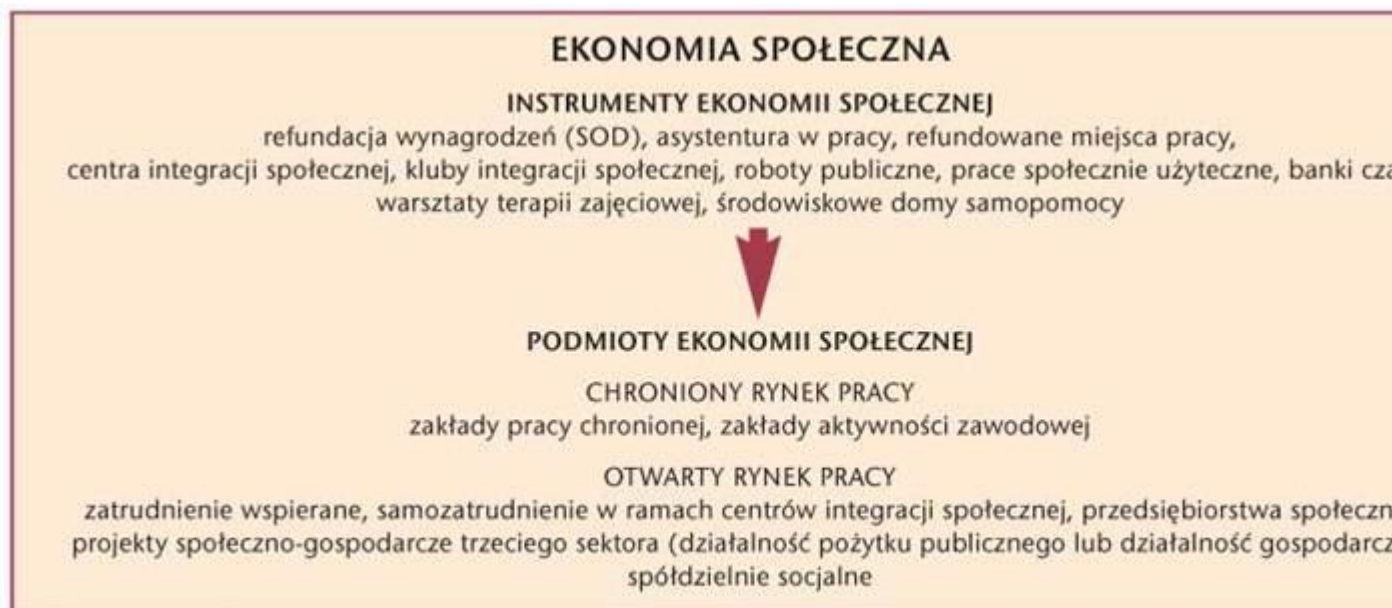 EKONOMIA SPOŁECZNA
INSTRUMENTY EKONOMII SPOŁECZNEJ
refundacja wynagrodzeń (SOD), asystentura w pracy, refundowane miejsca pracy,
centra integracji społecznej, kluby integracji społecznej, roboty publiczne, prace społecznie użyteczne, banki
warsztaty terapii zajęciowej, środowiskowe domy samopomocy
PODMIOTY EKONOMII SPOŁECZNEJ
CHRONIONY RYNEK PRACY
zakłady pracy chronionej, zakłady aktywności zawodowej
OTWARTY RYNEK PRACY
zatrudnienie wspierane, samozatrudnienie w ramach centrów integracji społecznej, przedsiębiorstwa
projekty społeczno-gospodarcze trzeciego sektora (działalność pożytku publicznego lub działalność
spółdzielnie socjalne